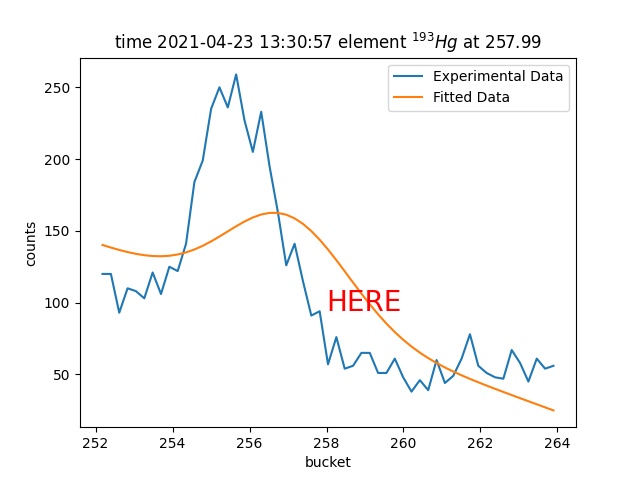 time 2021-04-23 13:30:57 element ¹⁹³Hg at 257.99
Experimental Data
Fitted Data
counts
250
200
150
100
50
HERE
252 254 256 258 260 262 264
bucket